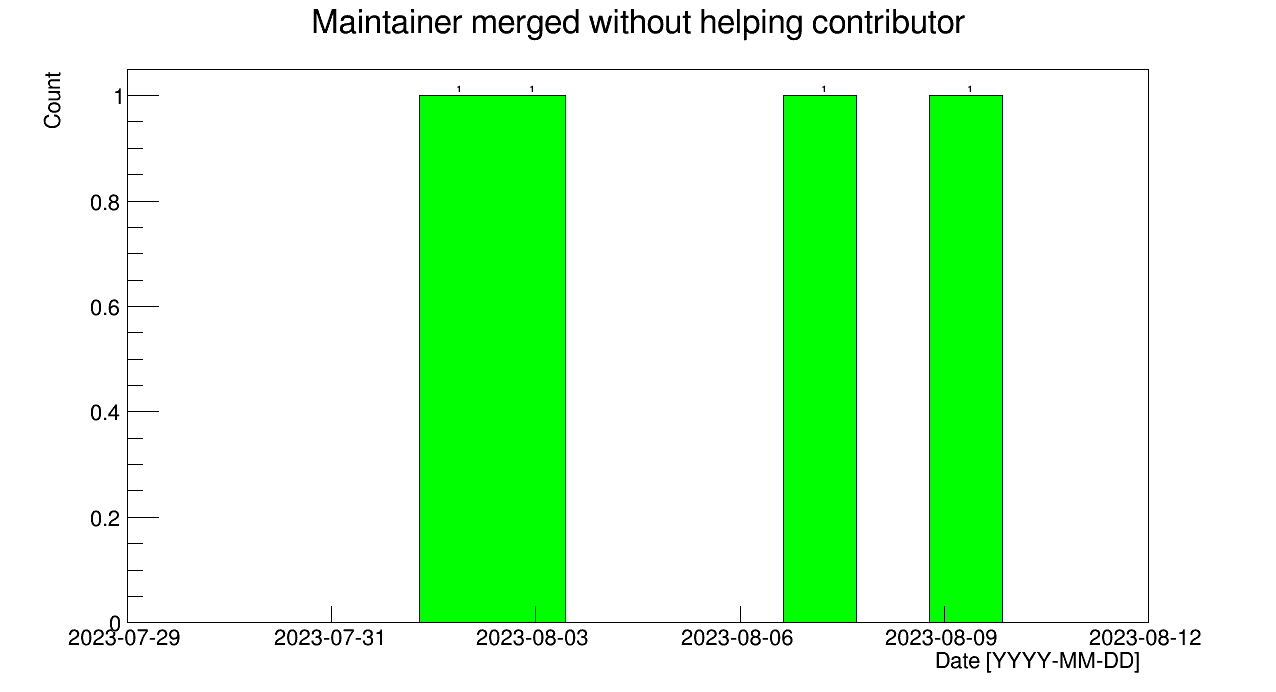 Maintainer merged without helping contributor
Count
1 1 1 1
1
0.8
0.6
0.4
0.2
0
2023-07-29 2023-07-31 2023-08-03 2023-08-06 2023-08-09 2023-08-12
Date [YYYY-MM-DD]